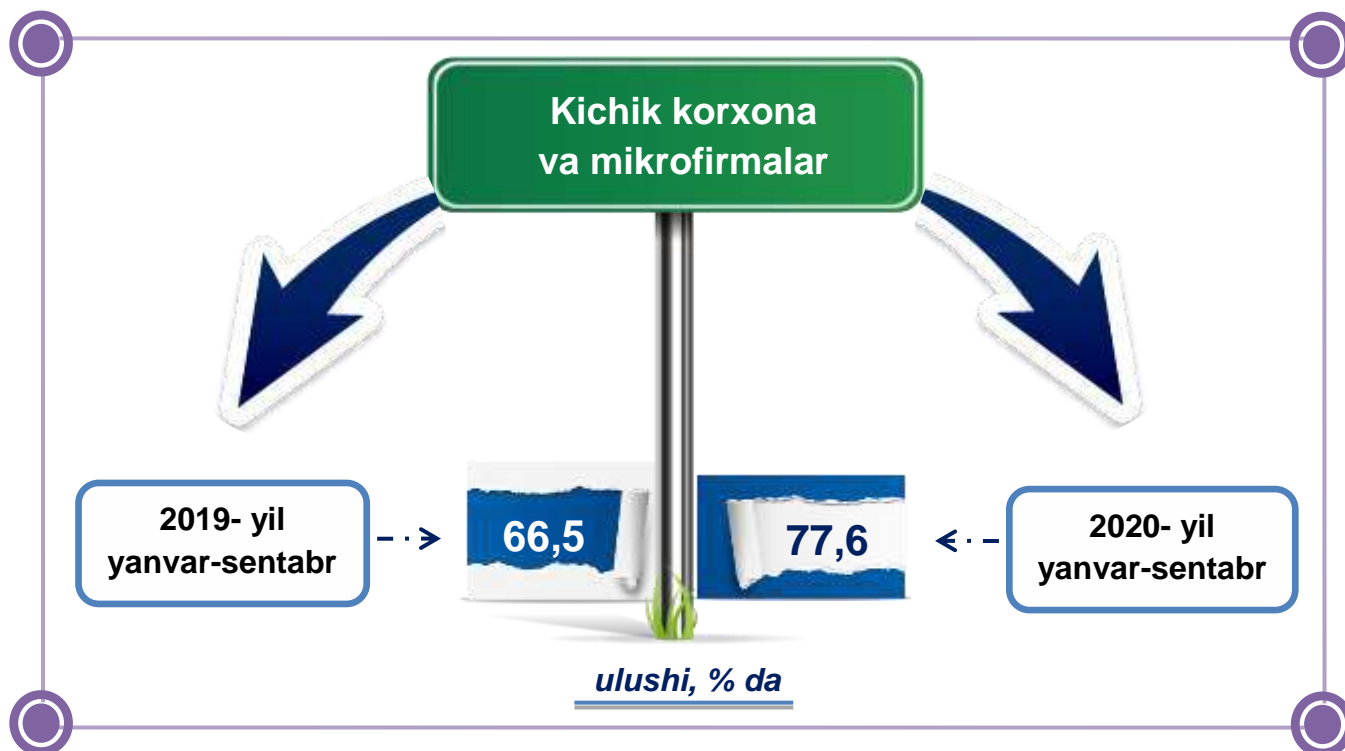 Kichik korxona
va mikrofirmalar
2019- yil
yanvar-sentabr
66,5
77,6
2020- yil
yanvar-sentabr
ulushi, % da